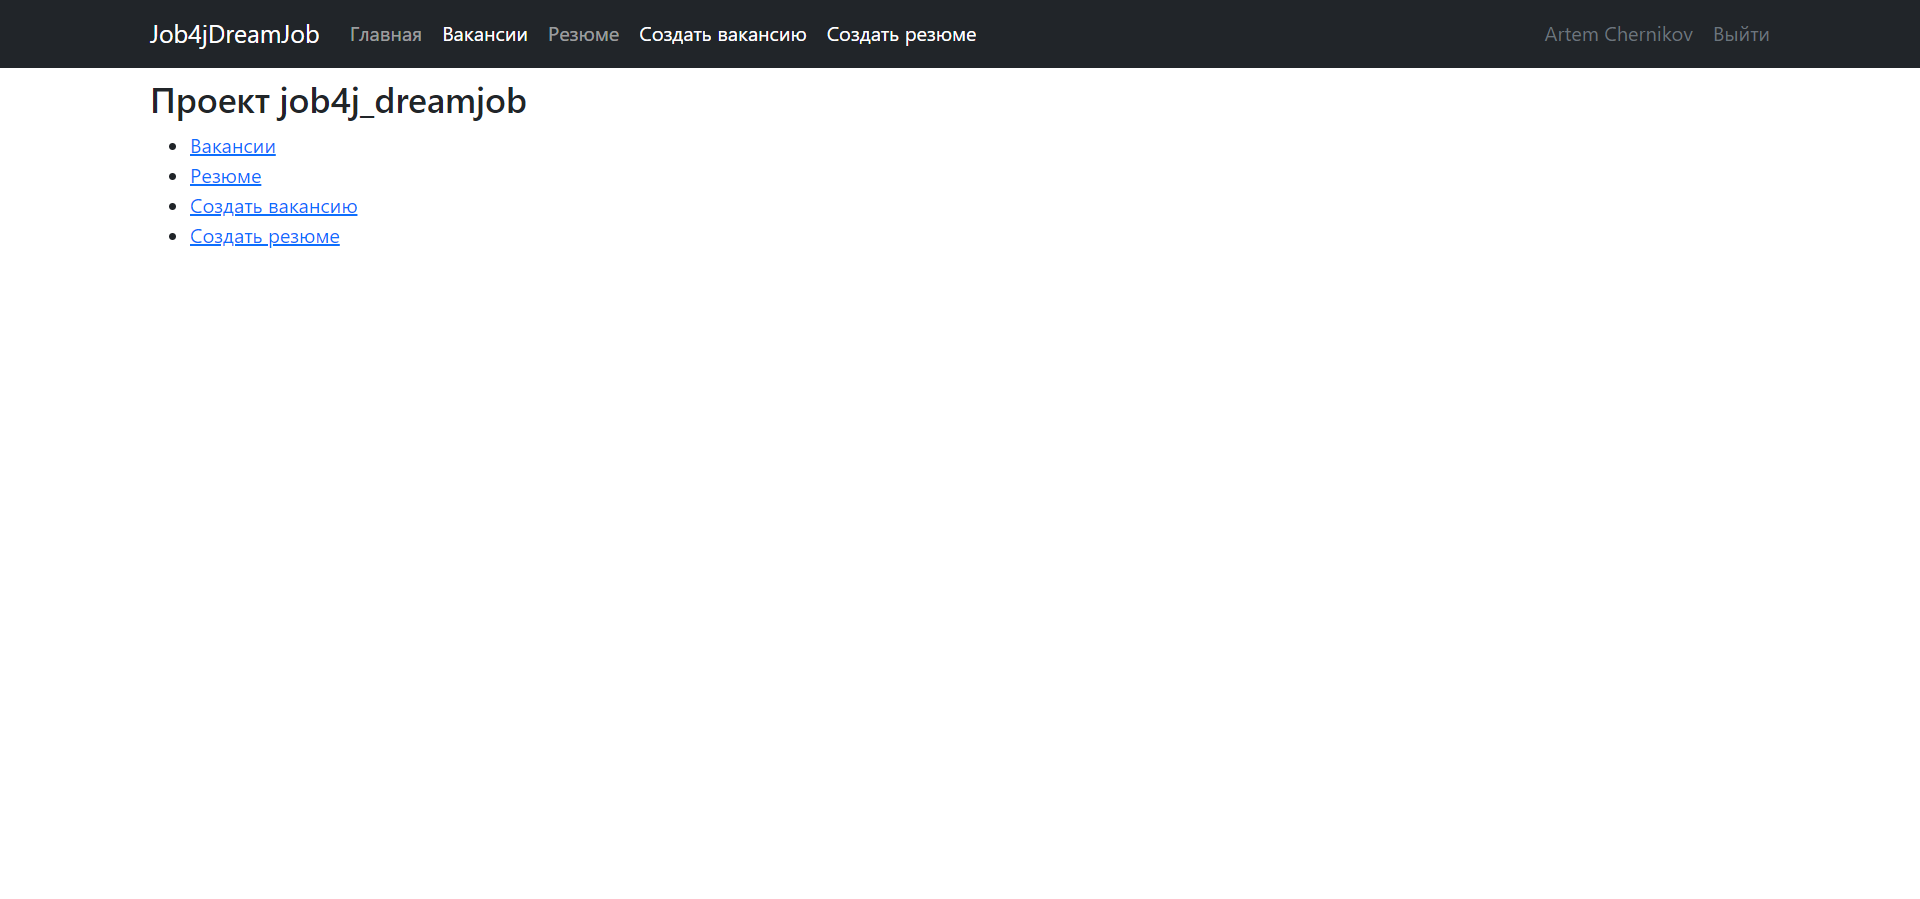 Job4jDreamJob Главная Вакансии Резюме Создать вакансию Создать резюме Artem Chernikov Выйти
Проект job4j_dreamjob
Вакансии
Резюме
Создать вакансию
Создать резюме